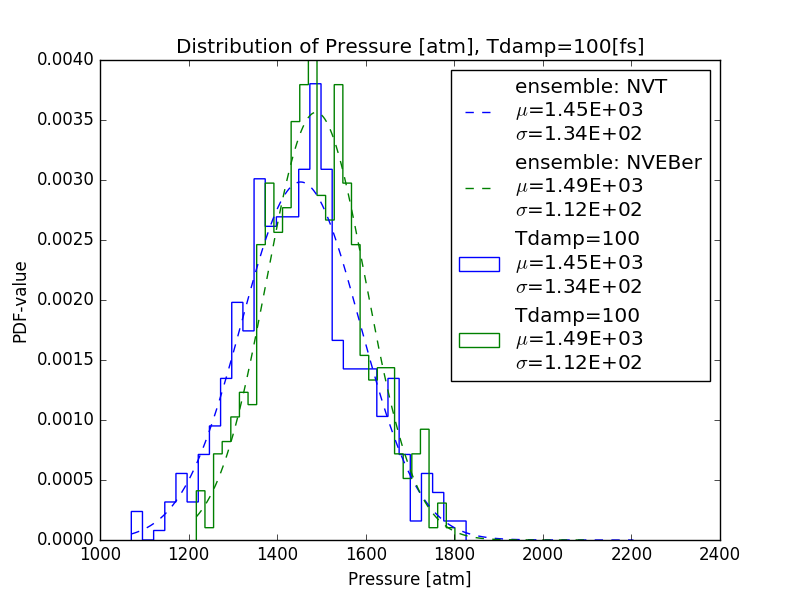 Distribution of Pressure [atm], Tdamp=100[fs]
0.0040
0.0035
0.0030
0.0025
0.0020
0.0015
0.0010
0.0005
0.0000
PDF-value
ensemble: NVT
μ=1.45E+03
σ=1.34E+02
ensemble: NVEBer
μ=1.49E+03
σ=1.12E+02
Tdamp=100
μ=1.45E+03
σ=1.34E+02
Tdamp=100
μ=1.49E+03
σ=1.12E+02
1000 1200 1400 1600 1800 2000 2200 2400
Pressure [atm]